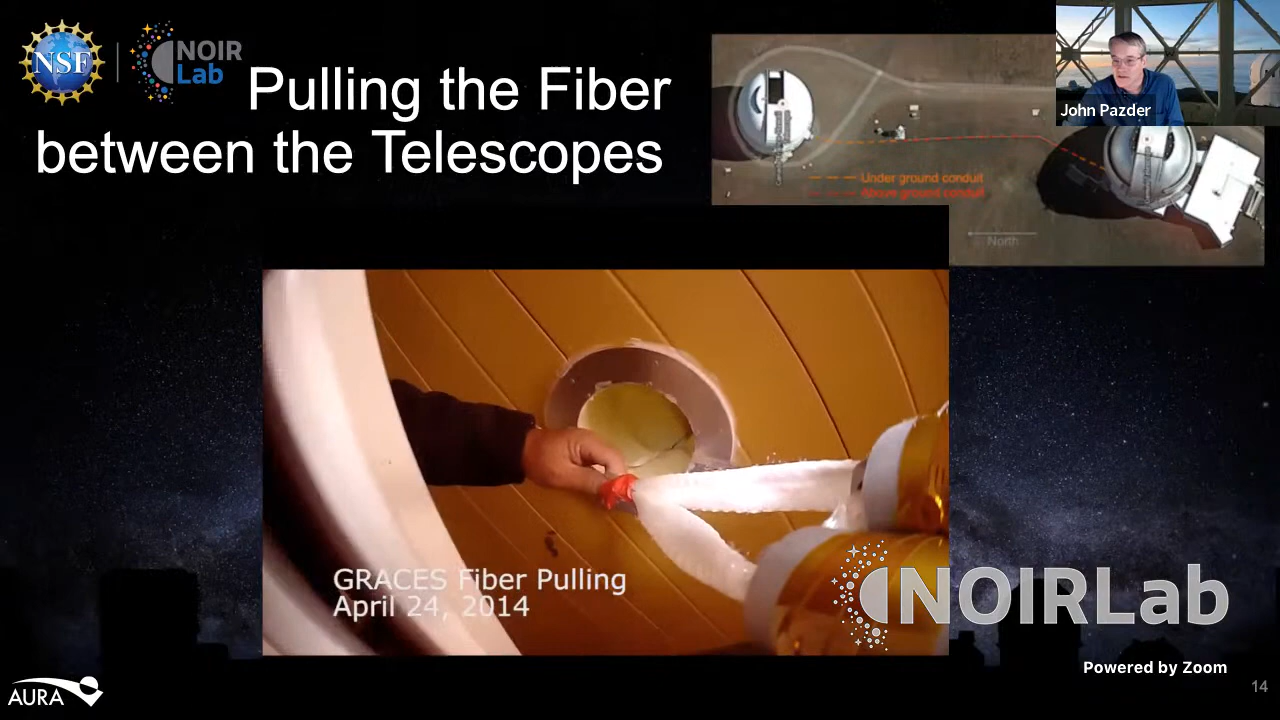 NSF
NOIR
Lab
Pulling the Fiber
between the Telescopes
John Pazder
Under ground conduit
Above ground conduit
North
GRACES Fiber Pulling
April 24, 2014
NOIRLab
Powered by Zoom
AURA
14